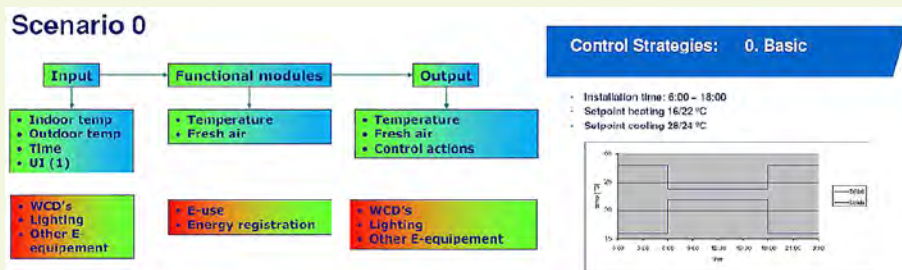 Scenario 0
Input
Functional modules
Output
• Indoor temp
• Outdoor temp
• Time
• UI (1)
• Temperature
• Fresh air
• Temperature
• Fresh air
• Control actions
• WCD's
• Lighting
• Other E-
equipement
• E-use
• Energy registration
• WCD's
• Lighting
• Other E-equipement
Control Strategies: 0. Basic
• Installation time: 6:00 – 18:00
• Setpoint heating 16/22 ºC
• Setpoint cooling 28/24 ºC